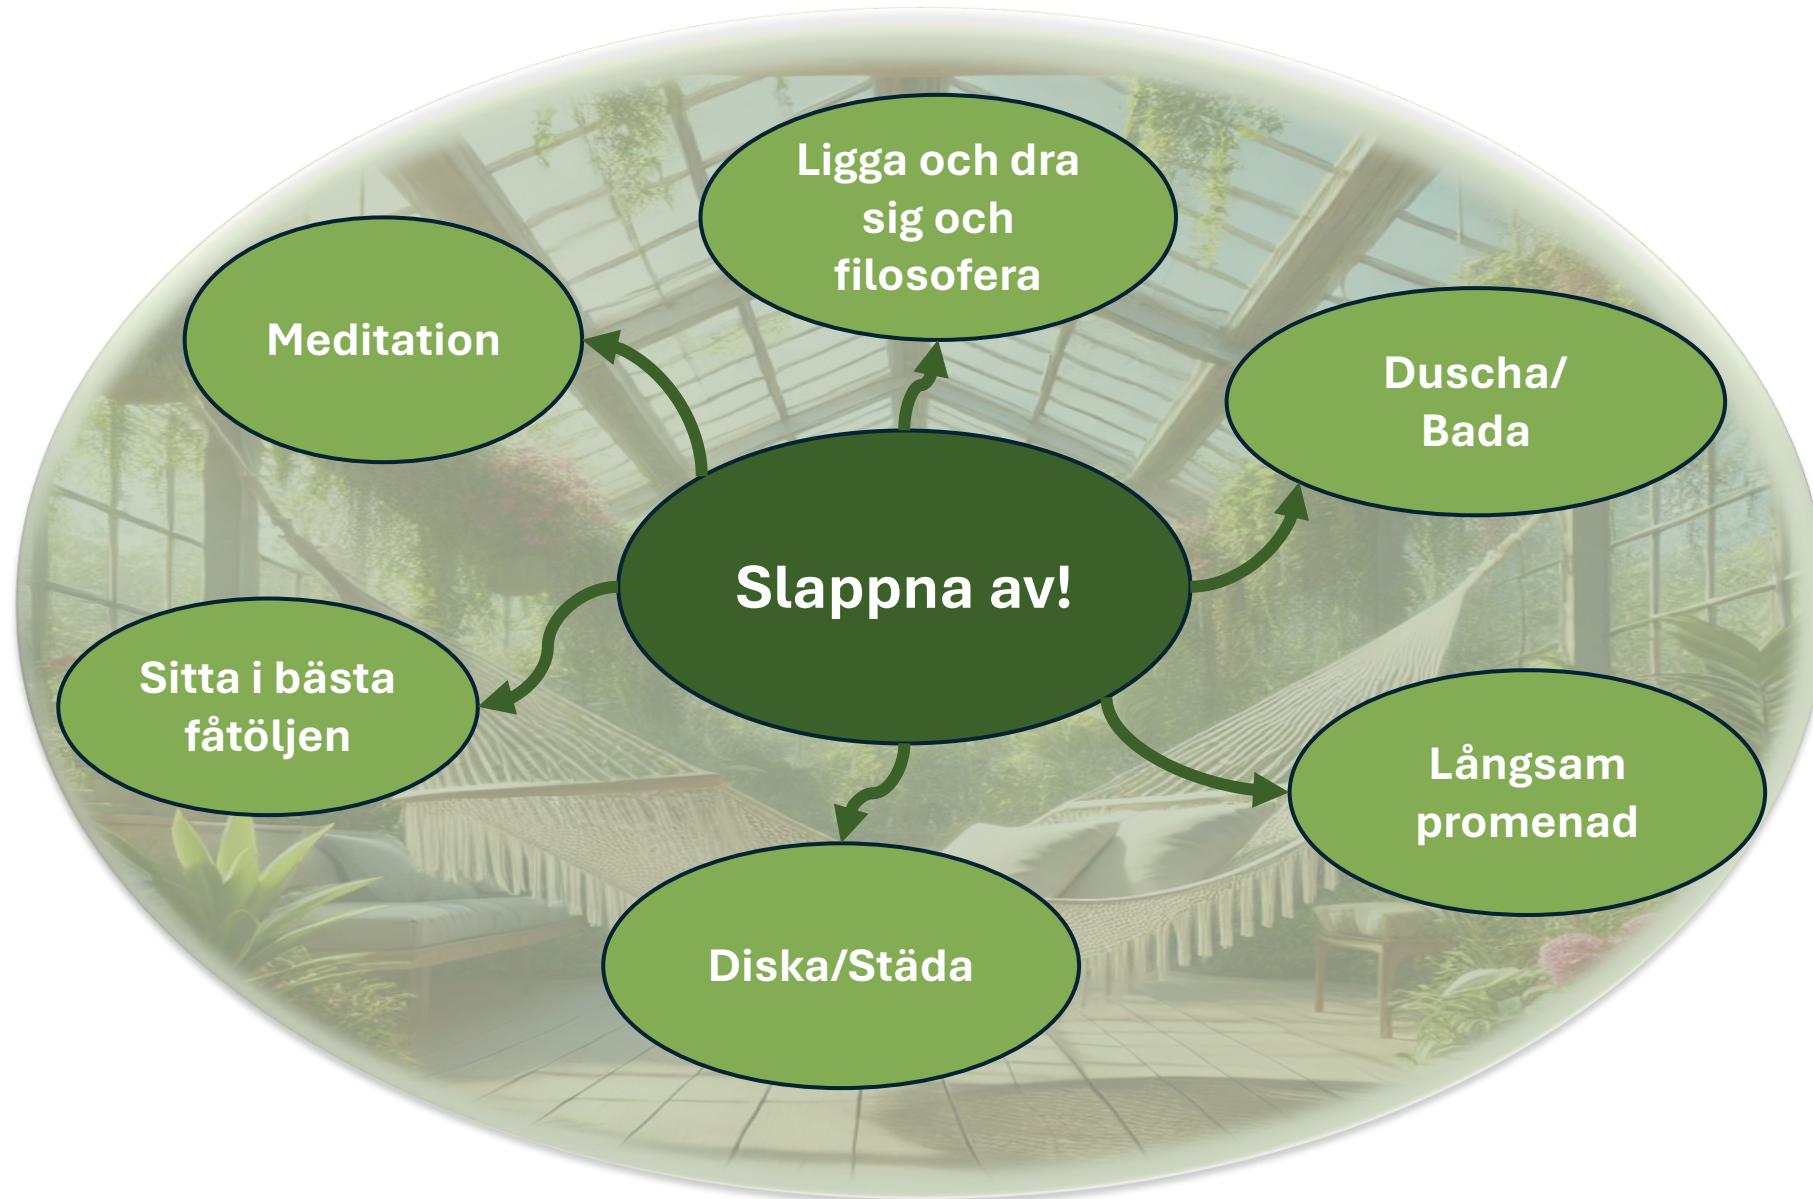 Ligga och dra
sig och
filosofera
Meditation
Duscha/
Bada
Slappna av!
Sitta i bästa
fåtöljen
Långsam
promenad
Diska/Städa